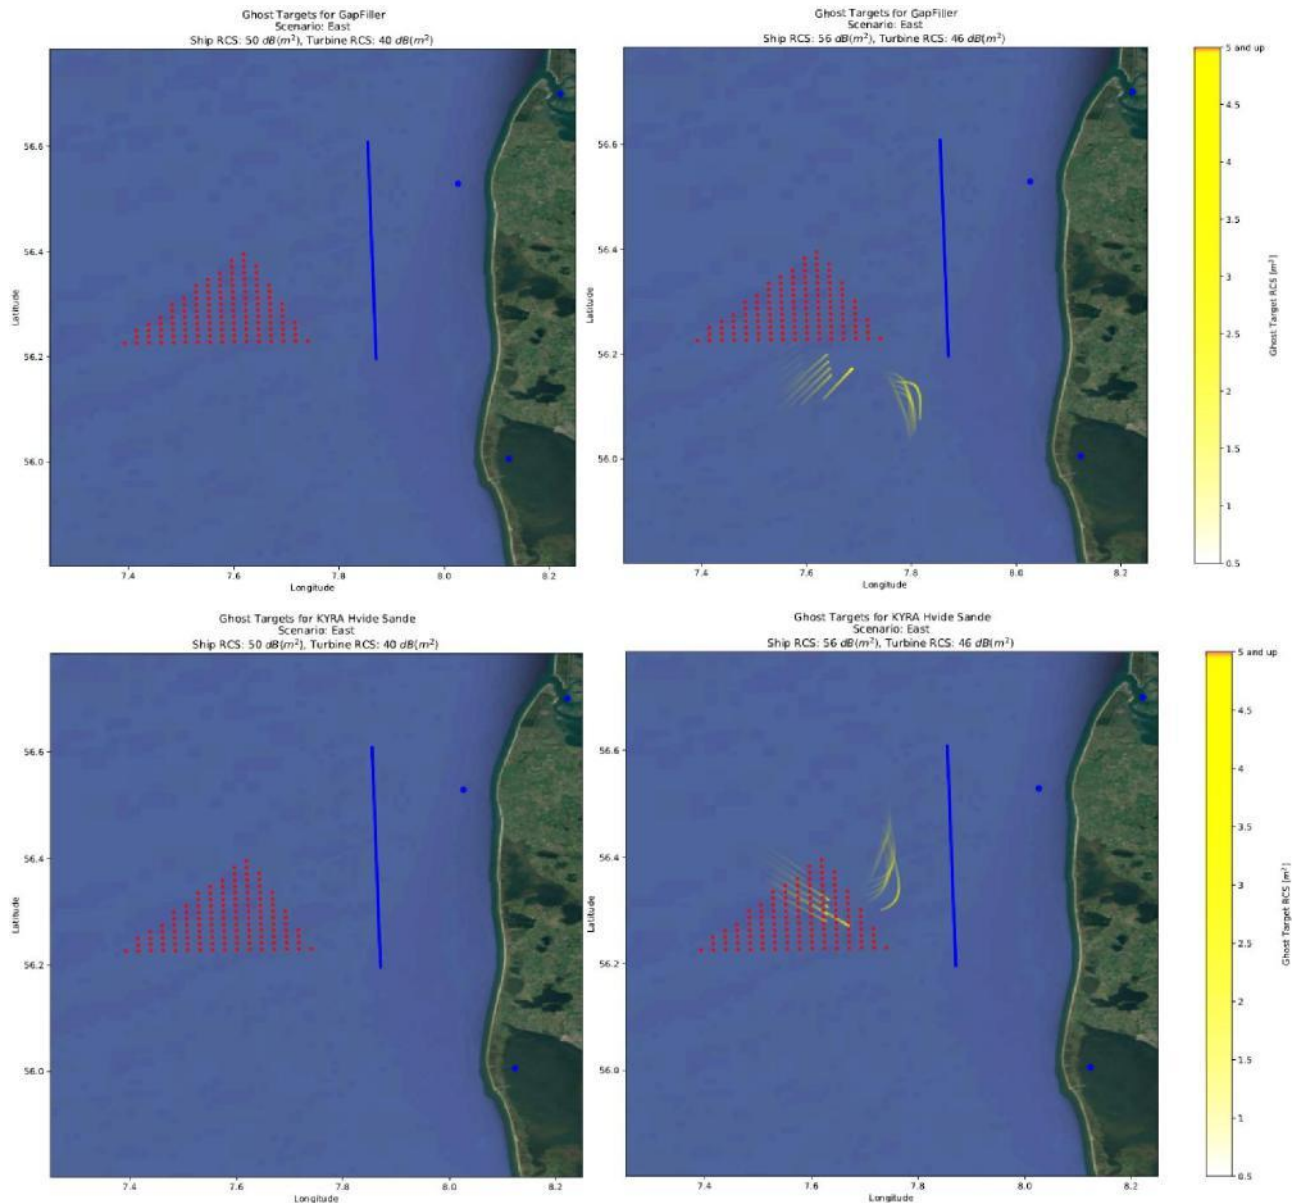 Ghost Targets for GapFiller
Scenario: East
Ship RCS: 50 dB(m²), Turbine RCS: 40 dB(m²)
56.6
56.4
56.2
56.0
Latitude
7.4
7.6
7.8
8.0
8.2
Longitude
Ghost Targets for GapFiller
Scenario: East
Ship RCS: 56 dB(m²), Turbine RCS: 46 dB(m²)
56.6
56.4
56.2
56.0
Latitude
7.4
7.6
7.8
8.0
8.2
Longitude
5 and up
4.5
4
3.5
3
2.5
2
1.5
1
0.5
Ghost Target RCS [m²]
Ghost Targets for KYRA Hvide Sande
Scenario: East
Ship RCS: 50 dB(m²), Turbine RCS: 40 dB(m²)
56.6
56.4
56.2
56.0
Latitude
7.4
7.6
7.8
8.0
8.2
Longitude
Ghost Targets for KYRA Hvide Sande
Scenario: East
Ship RCS: 56 dB(m²), Turbine RCS: 46 dB(m²)
56.6
56.4
56.2
56.0
Latitude
7.4
7.6
7.8
8.0
8.2
Longitude
5 and up
4.5
4
3.5
3
2.5
2
1.5
1
0.5
Ghost Target RCS [m²]